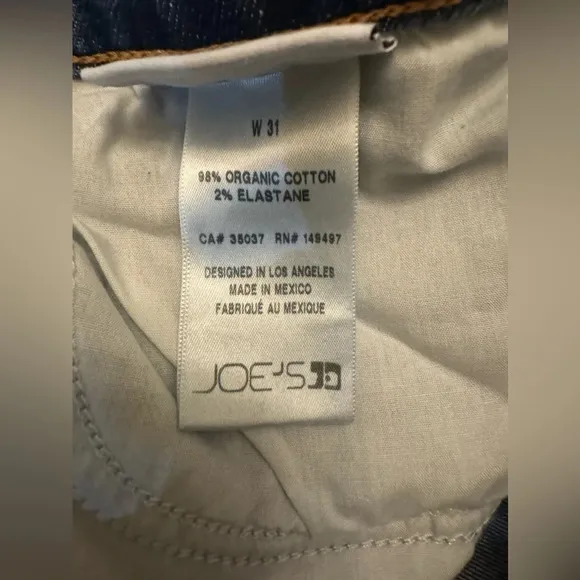 W 31
98% ORGANIC COTTON
2% ELASTANE
CA# 35037 RN# 149497
DESIGNED IN LOS ANGELES
MADE IN MEXICO
FABRIQUÉ AU MEXIQUE
JOE'S